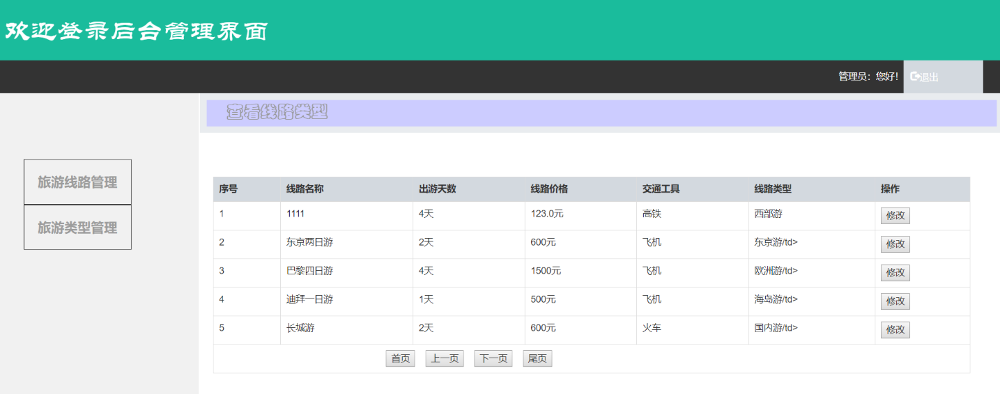 欢迎登录后台管理界面
管理员：您好! 退出
查看线路类型
旅游线路管理
旅游类型管理
序号 线路名称 出游天数 线路价格 交通工具 线路类型 操作
1 1111 4天 123.0元 高铁 西部游 修改
2 东京两日游 2天 600元 飞机 东京游/td> 修改
3 巴黎四日游 4天 1500元 飞机 欧洲游/td> 修改
4 迪拜一日游 1天 500元 飞机 海岛游/td> 修改
5 长城游 2天 600元 火车 国内游/td> 修改
首页 上一页 下一页 尾页